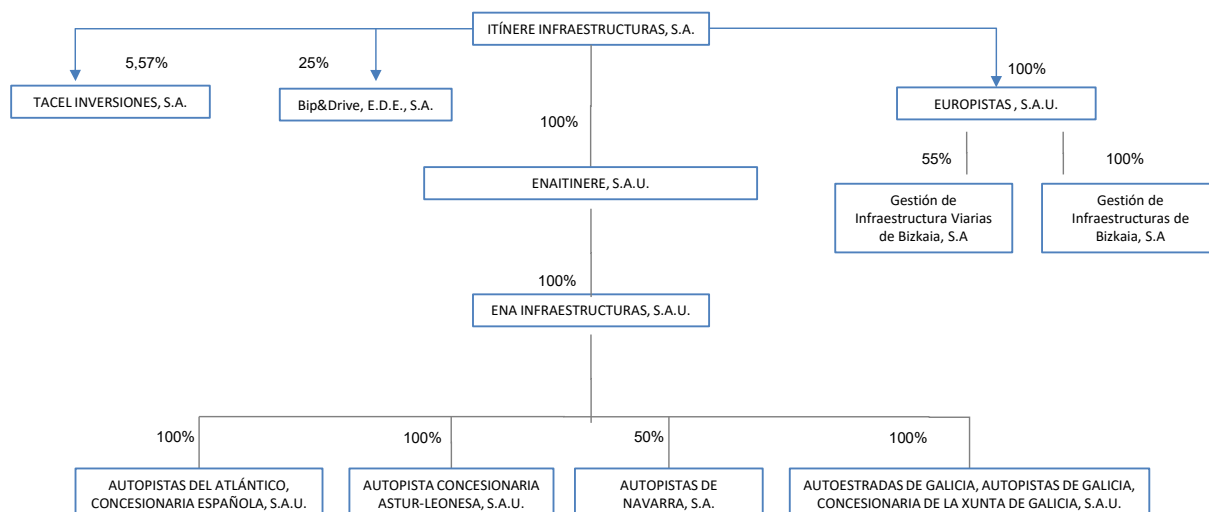 ITÍNERE INFRAESTRUCTURAS, S.A.
5,57%
25%
100%
TACEL INVERSIONES, S.A.
Bip&Drive, E.D.E., S.A.
EUROPISTAS , S.A.U.
100%
55%
100%
ENAITINERE, S.A.U.
Gestión de
Infraestructura Viarias
de Bizkaia, S.A
Gestión de
Infraestructuras de
Bizkaia, S.A
100%
ENA INFRAESTRUCTURAS, S.A.U.
100%
100%
50%
100%
AUTOPISTAS DEL ATLÁNTICO,
CONCESIONARIA ESPAÑOLA, S.A.U.
AUTOPISTA CONCESIONARIA
ASTUR-LEONESA, S.A.U.
AUTOPISTAS DE
NAVARRA, S.A.
AUTOESTRADAS DE GALICIA, AUTOPISTAS DE GALICIA,
CONCESIONARIA DE LA XUNTA DE GALICIA, S.A.U.